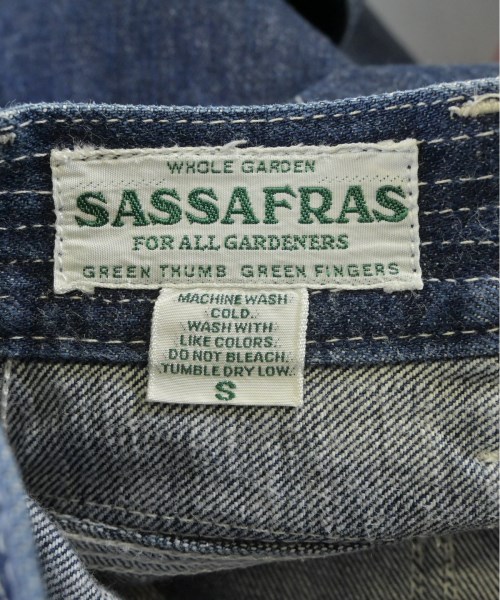 WHOLE GARDEN
SASSAFRAS
FOR ALL GARDENERS
GREEN THUMB GREEN FINGERS
MACHINE WASH
COLD.
WASH WITH
LIKE COLORS.
DO NOT BLEACH.
TUMBLE DRY LOW.
S